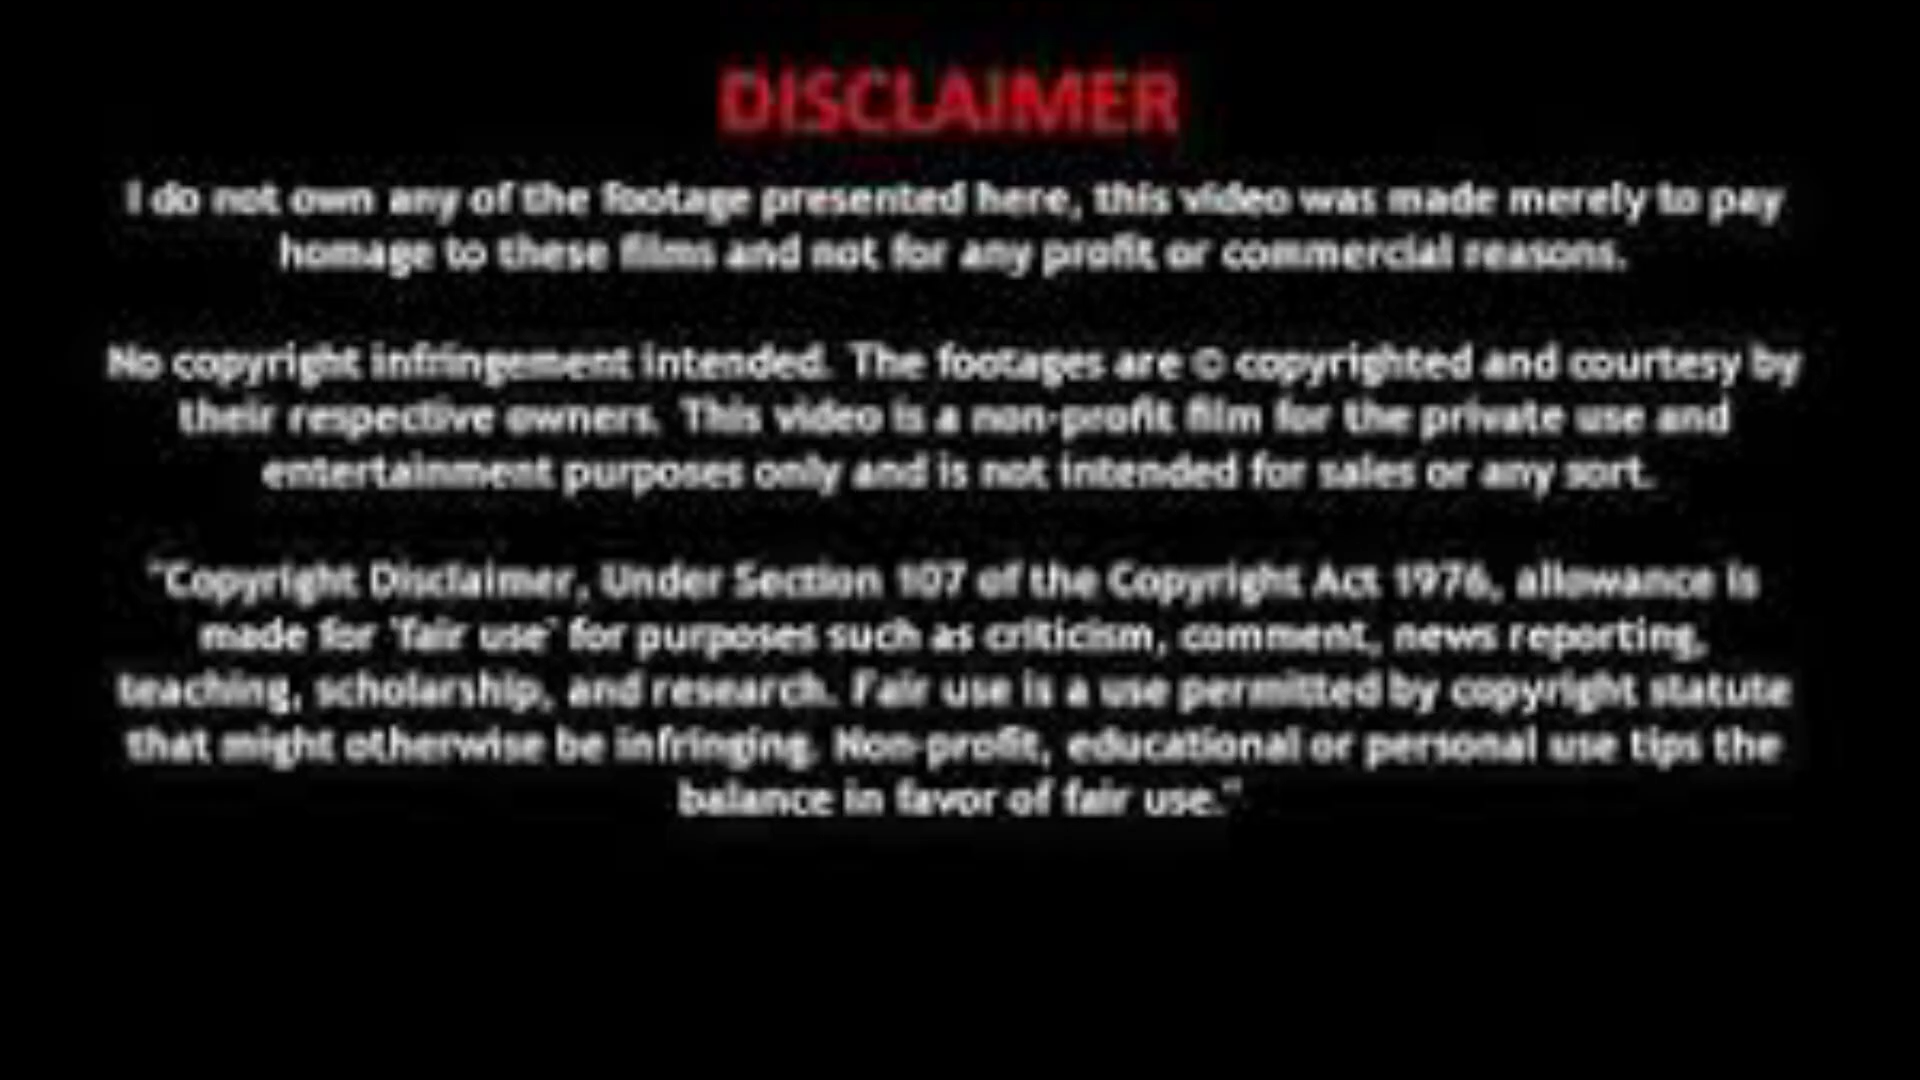 DISCLAIMER
I do not own any of the footage presented here, this video was made merely to pay
homage to these films and not for any profit or commercial reasons.
No copyright infringement intended. The footages are © copyrighted and courtesy by
their respective owners. This video is a non-profit film for the private use and
entertainment purposes only and is not intended for sales or any sort.
"Copyright Disclaimer, Under Section 107 of the Copyright Act 1976, allowance is
made for 'fair use' for purposes such as criticism, comment, news reporting,
teaching, scholarship, and research. Fair use is a use permitted by copyright statute
that might otherwise be infringing. Non-profit, educational or personal use tips the
balance in favor of fair use."